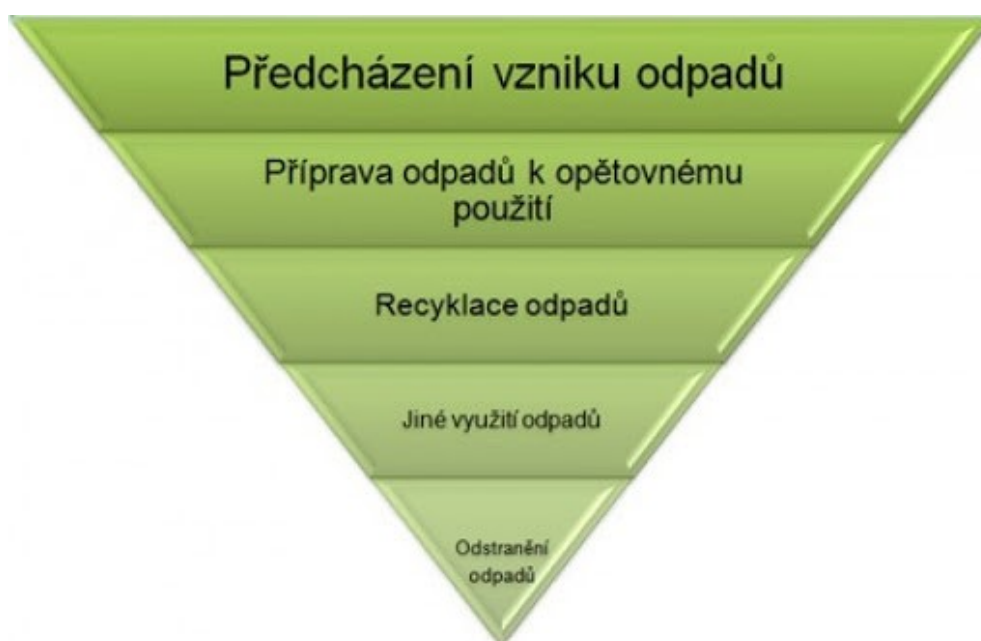 Předcházení vzniku odpadů
Příprava odpadů k opětovnému
použití
Recyklace odpadů
Jiné využití odpadů
Odstranění
odpadů